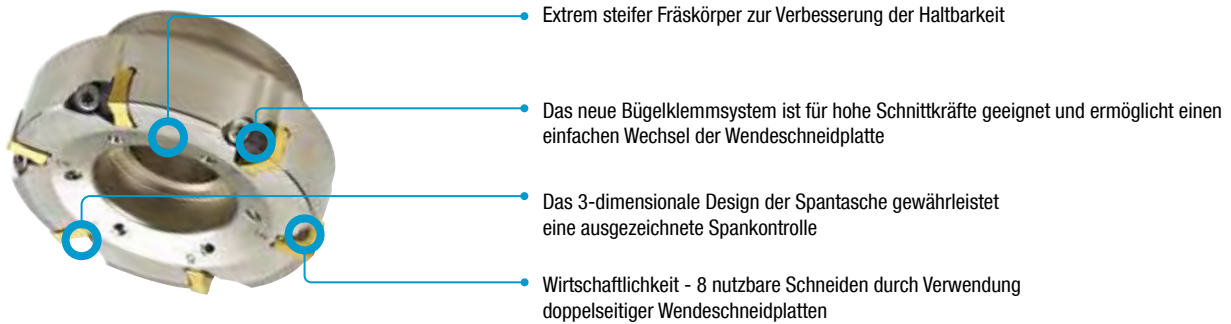 Extrem steifer Fräskörper zur Verbesserung der Haltbarkeit
Das neue Bügelklemmsystem ist für hohe Schnittkräfte geeignet und ermöglicht einen
einfachen Wechsel der Wendeschneidplatte
Das 3-dimensionale Design der Spantasche gewährleistet
eine ausgezeichnete Spankontrolle
Wirtschaftlichkeit - 8 nutzbare Schneiden durch Verwendung
doppelseitiger Wendeschneidplatten